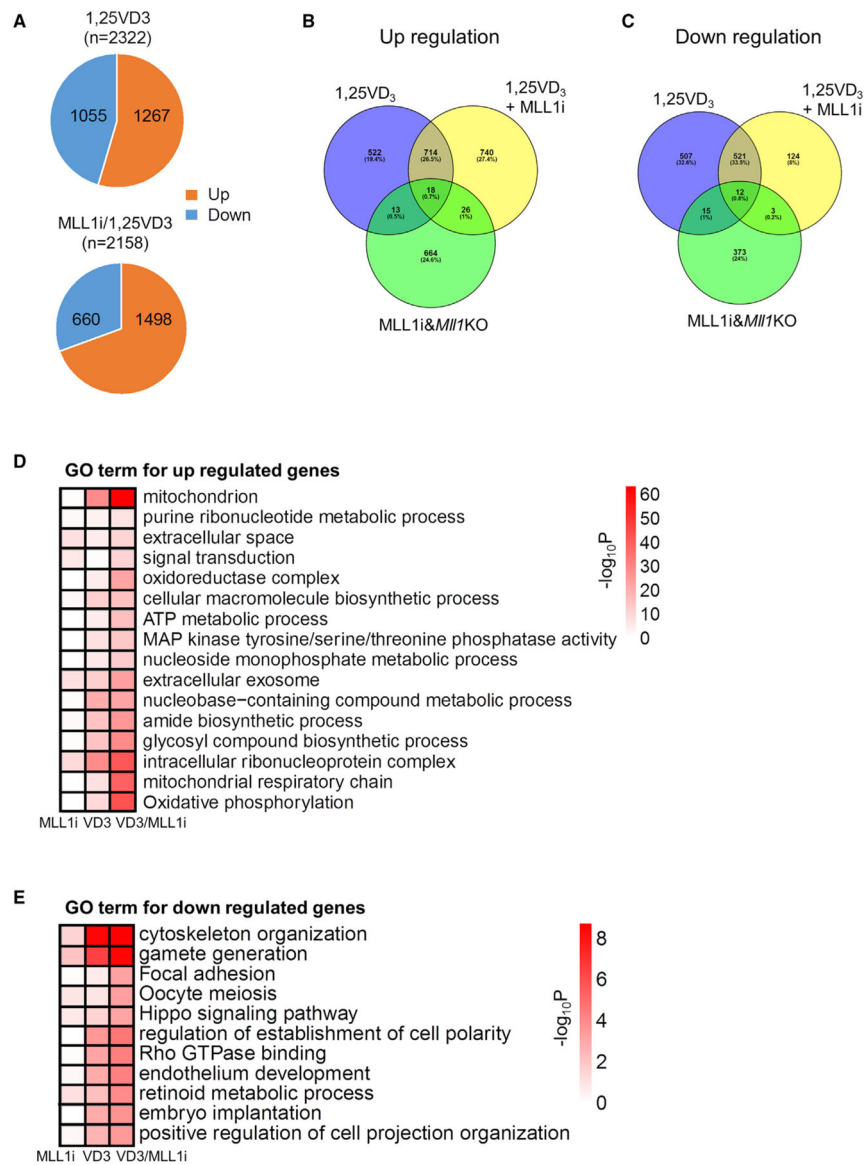 A
1,25VD3
(n=2322)
1055
1267
Up
Down
MLL1i/1,25VD3
(n=2158)
660
1498
B
Up regulation
1,25VD₃
1,25VD₃
+ MLL1i
522
(19.4%)
714
(26.5%)
740
(27.4%)
18
(0.7%)
13
(0.5%)
26
(1%)
664
(24.6%)
MLL1i&Mll1KO
C
Down regulation
1,25VD₃
1,25VD₃
+ MLL1i
507
(32.6%)
521
(33.5%)
124
(8%)
12
(0.8%)
15
(1%)
3
(0.2%)
373
(24%)
MLL1i&Mll1KO
D
GO term for up regulated genes
mitochondrion
purine ribonucleotide metabolic process
extracellular space
signal transduction
oxidoreductase complex
cellular macromolecule biosynthetic process
ATP metabolic process
MAP kinase tyrosine/serine/threonine phosphatase activity
nucleoside monophosphate metabolic process
extracellular exosome
nucleobase−containing compound metabolic process
amide biosynthetic process
glycosyl compound biosynthetic process
intracellular ribonucleoprotein complex
mitochondrial respiratory chain
Oxidative phosphorylation
MLL1i VD3 VD3/MLL1i
-log₁₀P
60
50
40
30
20
10
0
E
GO term for down regulated genes
cytoskeleton organization
gamete generation
Focal adhesion
Oocyte meiosis
Hippo signaling pathway
regulation of establishment of cell polarity
Rho GTPase binding
endothelium development
retinoid metabolic process
embryo implantation
positive regulation of cell projection organization
MLL1i VD3 VD3/MLL1i
-log₁₀P
8
6
4
2
0